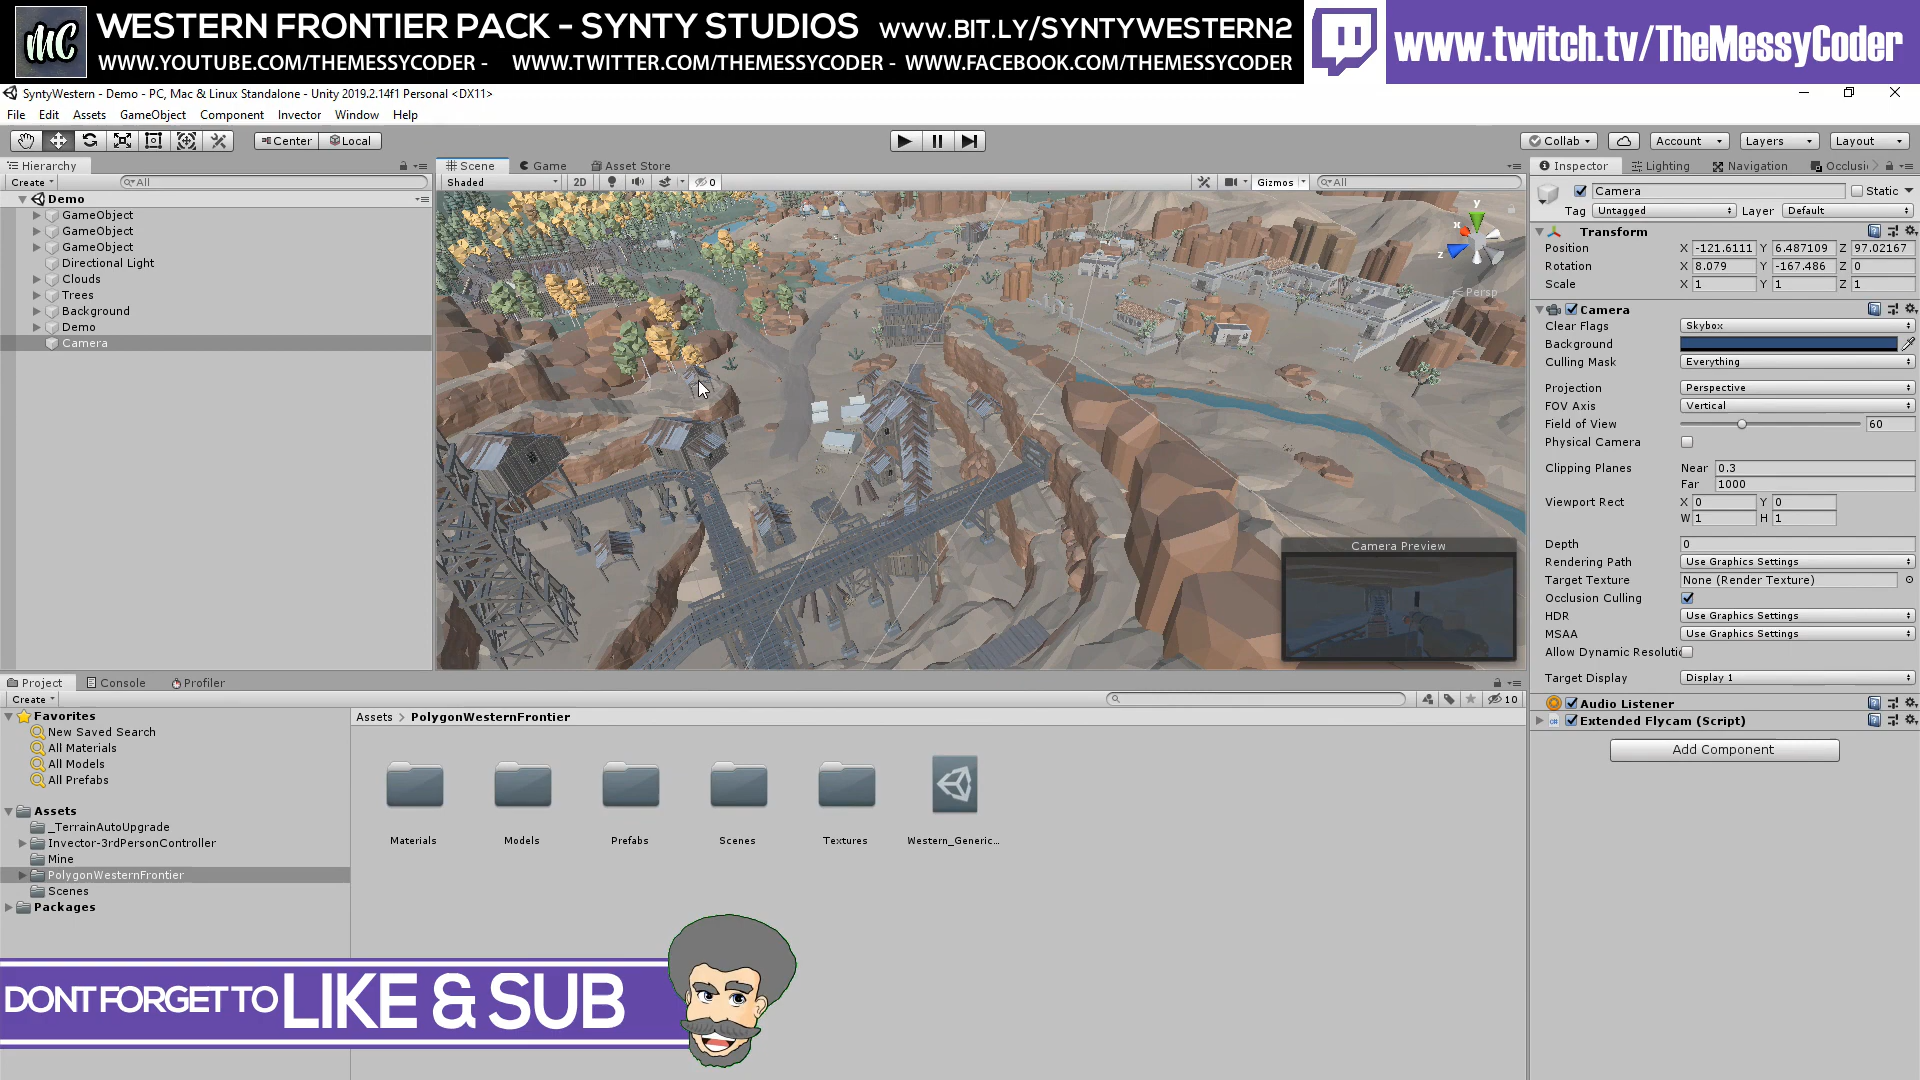 MC
WESTERN FRONTIER PACK - SYNTY STUDIOS WWW.BIT.LY/SYNTYWESTERN2
WWW.YOUTUBE.COM/THEMESSYCODER - WWW.TWITTER.COM/THEMESSYCODER - WWW.FACEBOOK.COM/THEMESSYCODER
www.twitch.tv/TheMessyCoder
SyntyWestern - Demo - PC, Mac & Linux Standalone - Unity 2019.2.14f1 Personal <DX11>
File Edit Assets GameObject Component Invector Window Help
Center Local
Collab Account Layers Layout
Hierarchy
Create All
Demo
GameObject
GameObject
GameObject
Directional Light
Clouds
Trees
Background
Demo
Camera
Scene Game Asset Store
Shaded 2D 0 Gizmos All
y
x
z
Persp
Camera Preview
Inspector Lighting Navigation Occlusi
Camera Static
Tag Untagged Layer Default
Transform
Position X -121.6111 Y 6.487109 Z 97.02167
Rotation X 8.079 Y -167.486 Z 0
Scale X 1 Y 1 Z 1
Camera
Clear Flags Skybox
Background
Culling Mask Everything
Projection Perspective
FOV Axis Vertical
Field of View 60
Physical Camera
Clipping Planes Near 0.3
Far 1000
Viewport Rect X 0 Y 0
W 1 H 1
Depth 0
Rendering Path Use Graphics Settings
Target Texture None (Render Texture)
Occlusion Culling
HDR Use Graphics Settings
MSAA Use Graphics Settings
Allow Dynamic Resolutic
Target Display Display 1
Audio Listener
Extended Flycam (Script)
Add Component
Project Console Profiler
Create 10
Favorites
New Saved Search
All Materials
All Models
All Prefabs
Assets
_TerrainAutoUpgrade
Invector-3rdPersonController
Mine
PolygonWesternFrontier
Scenes
Packages
Assets > PolygonWesternFrontier
Materials Models Prefabs Scenes Textures Western_Generic...
DONT FORGET TO LIKE & SUB